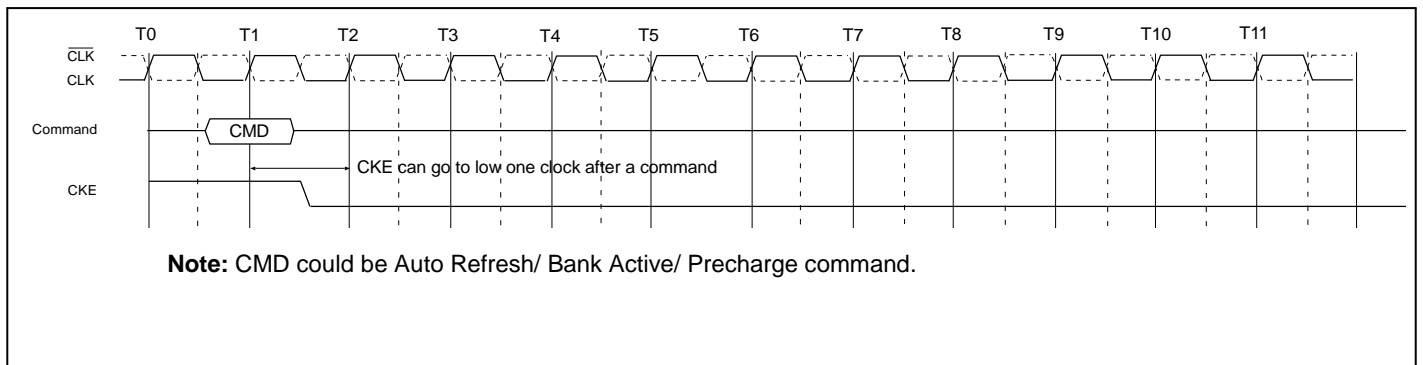 T0 T1 T2 T3 T4 T5 T6 T7 T8 T9 T10 T11
CLK
CLK
Command
CMD
CKE can go to low one clock after a command
CKE
Note: CMD could be Auto Refresh/ Bank Active/ Precharge command.